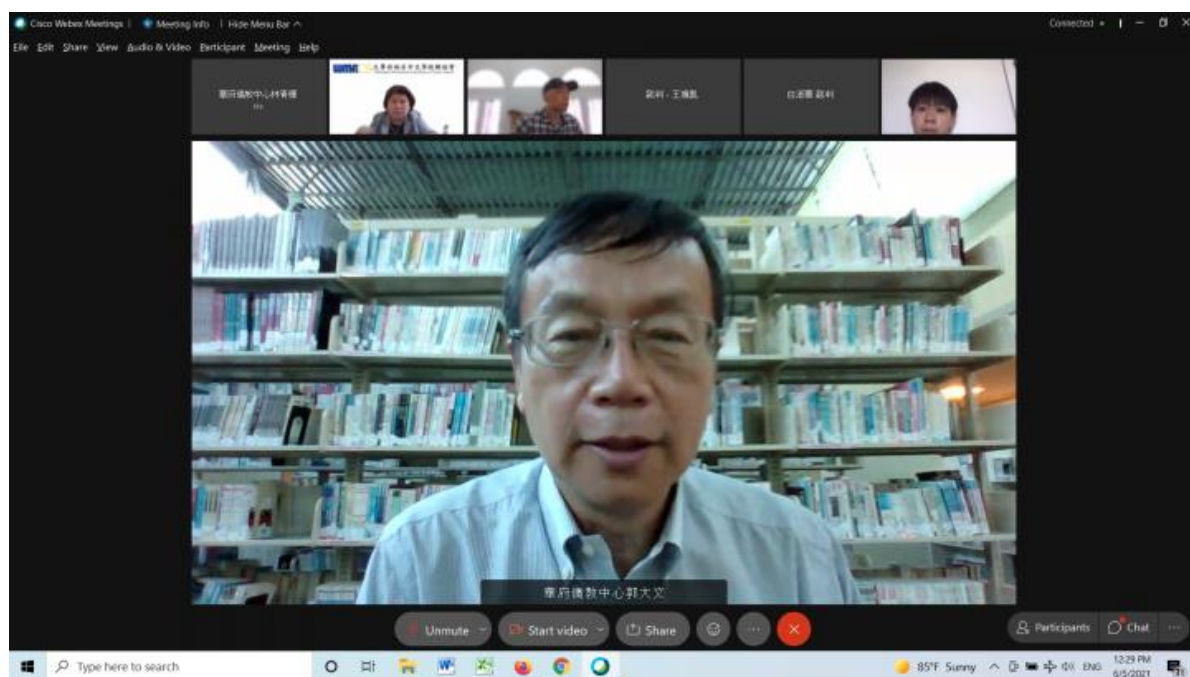 Cisco Webex Meetings
Meeting Info
Hide Menu Bar
Connected
File Edit Share View Audio & Video Participant Meeting Help
WMACS
華府僑教中心郭大文
Unmute
Start video
Share
Participants
Chat
Type here to search
85°F Sunny
ENG
12:29 PM
6/5/2021